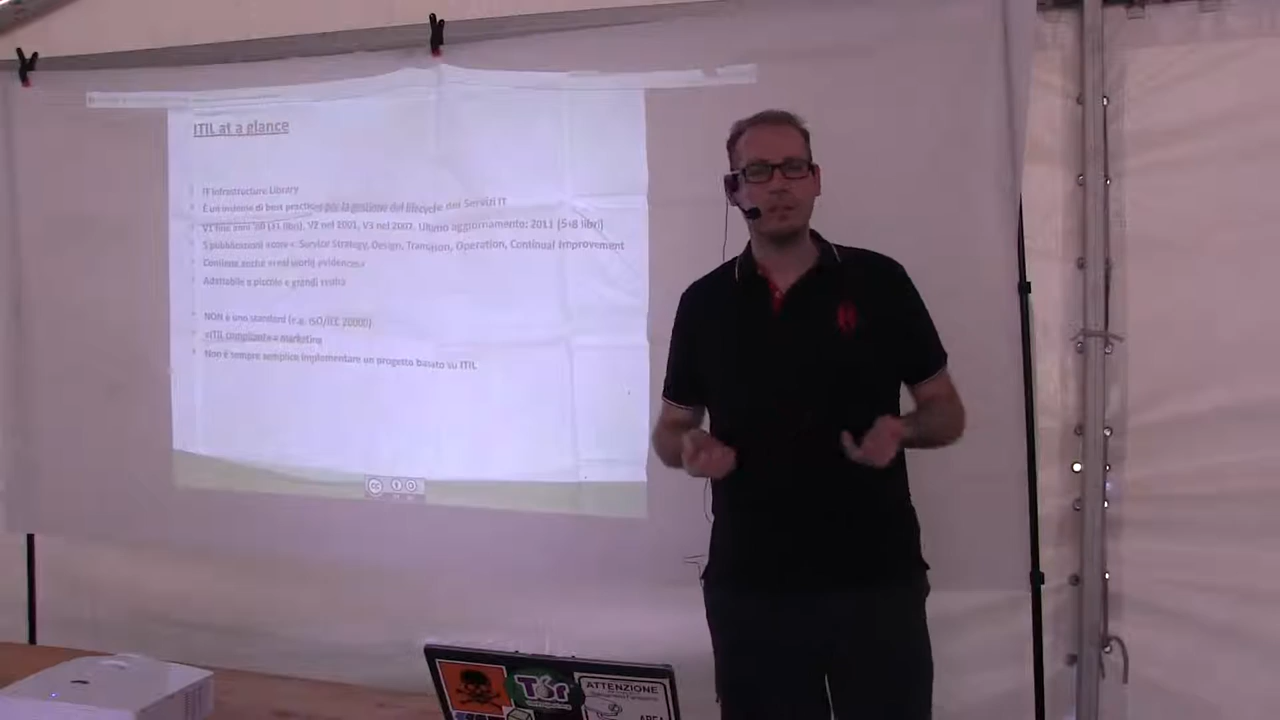 ITIL at a glance
IT Infrastructure Library
È un insieme di best practices per la gestione del lifecycle dei Servizi IT
V1 fine anni '80 (31 libri), V2 nel 2001, V3 nel 2007. Ultimo aggiornamento: 2011 (5+8 libri)
5 pubblicazioni «core»: Service Strategy, Design, Transition, Operation, Continual Improvement
Contiene anche «real world evidences»
Adattabile a piccole e grandi realtà
NON è uno standard (e.g. ISO/IEC 20000)
«ITIL compliant» = marketing
Non è sempre semplice implementare un progetto basato su ITIL
cc
Tor
ATTENZIONE
AREA